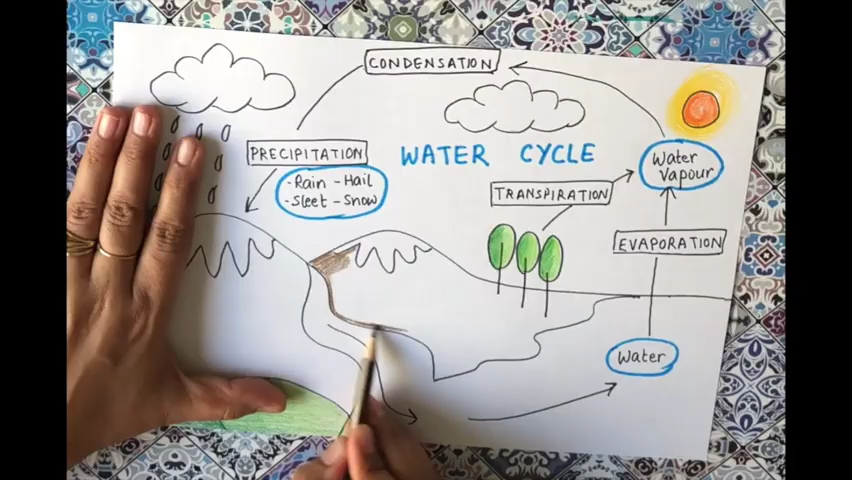 CONDENSATION
PRECIPITATION
-Rain -Hail
-Sleet -Snow
WATER CYCLE
TRANSPIRATION
Water
Vapour
EVAPORATION
Water